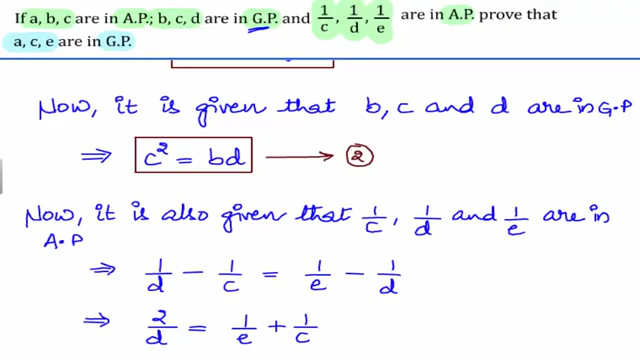 If a, b, c are in A.P.; b, c, d are in G.P. and 1/c, 1/d, 1/e are in A.P. prove that
a, c, e are in G.P.
Now, it is given that b, c and d are in G.P
⇒ c² = bd ⟶ ②
Now, it is also given that 1/c, 1/d and 1/e are in
A.P
⇒ 1/d - 1/c = 1/e - 1/d
⇒ 2/d = 1/e + 1/c